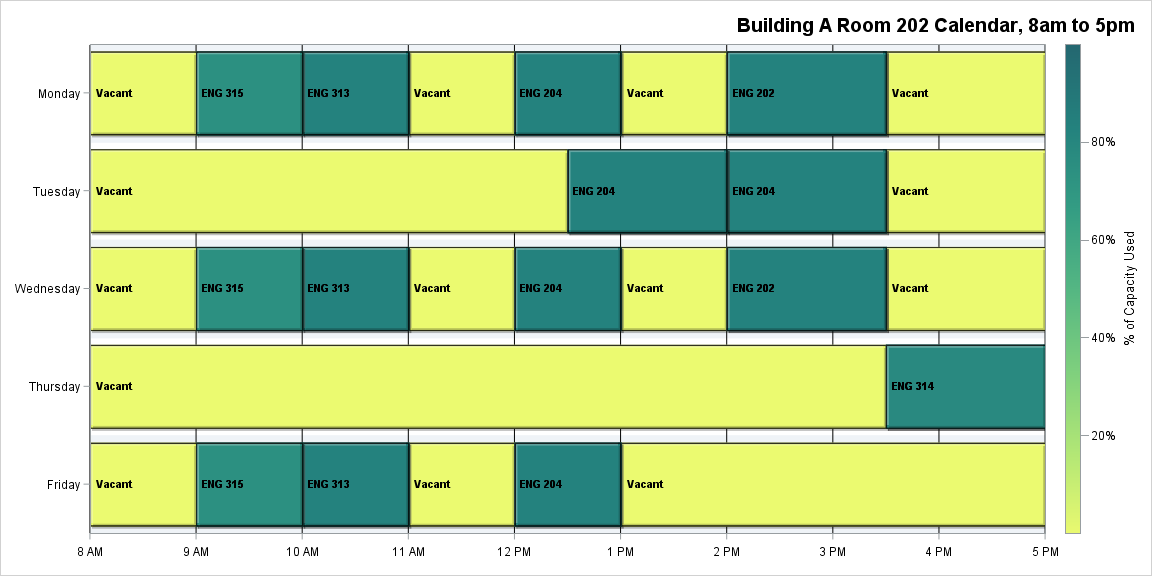 Building A Room 202 Calendar, 8am to 5pm
Monday
Vacant
ENG 315
ENG 313
Vacant
ENG 204
Vacant
ENG 202
Vacant
Tuesday
Vacant
ENG 204
ENG 204
Vacant
Wednesday
Vacant
ENG 315
ENG 313
Vacant
ENG 204
Vacant
ENG 202
Vacant
Thursday
Vacant
ENG 314
Friday
Vacant
ENG 315
ENG 313
Vacant
ENG 204
Vacant
8 AM
9 AM
10 AM
11 AM
12 PM
1 PM
2 PM
3 PM
4 PM
5 PM
80%
60%
40%
20%
% of Capacity Used